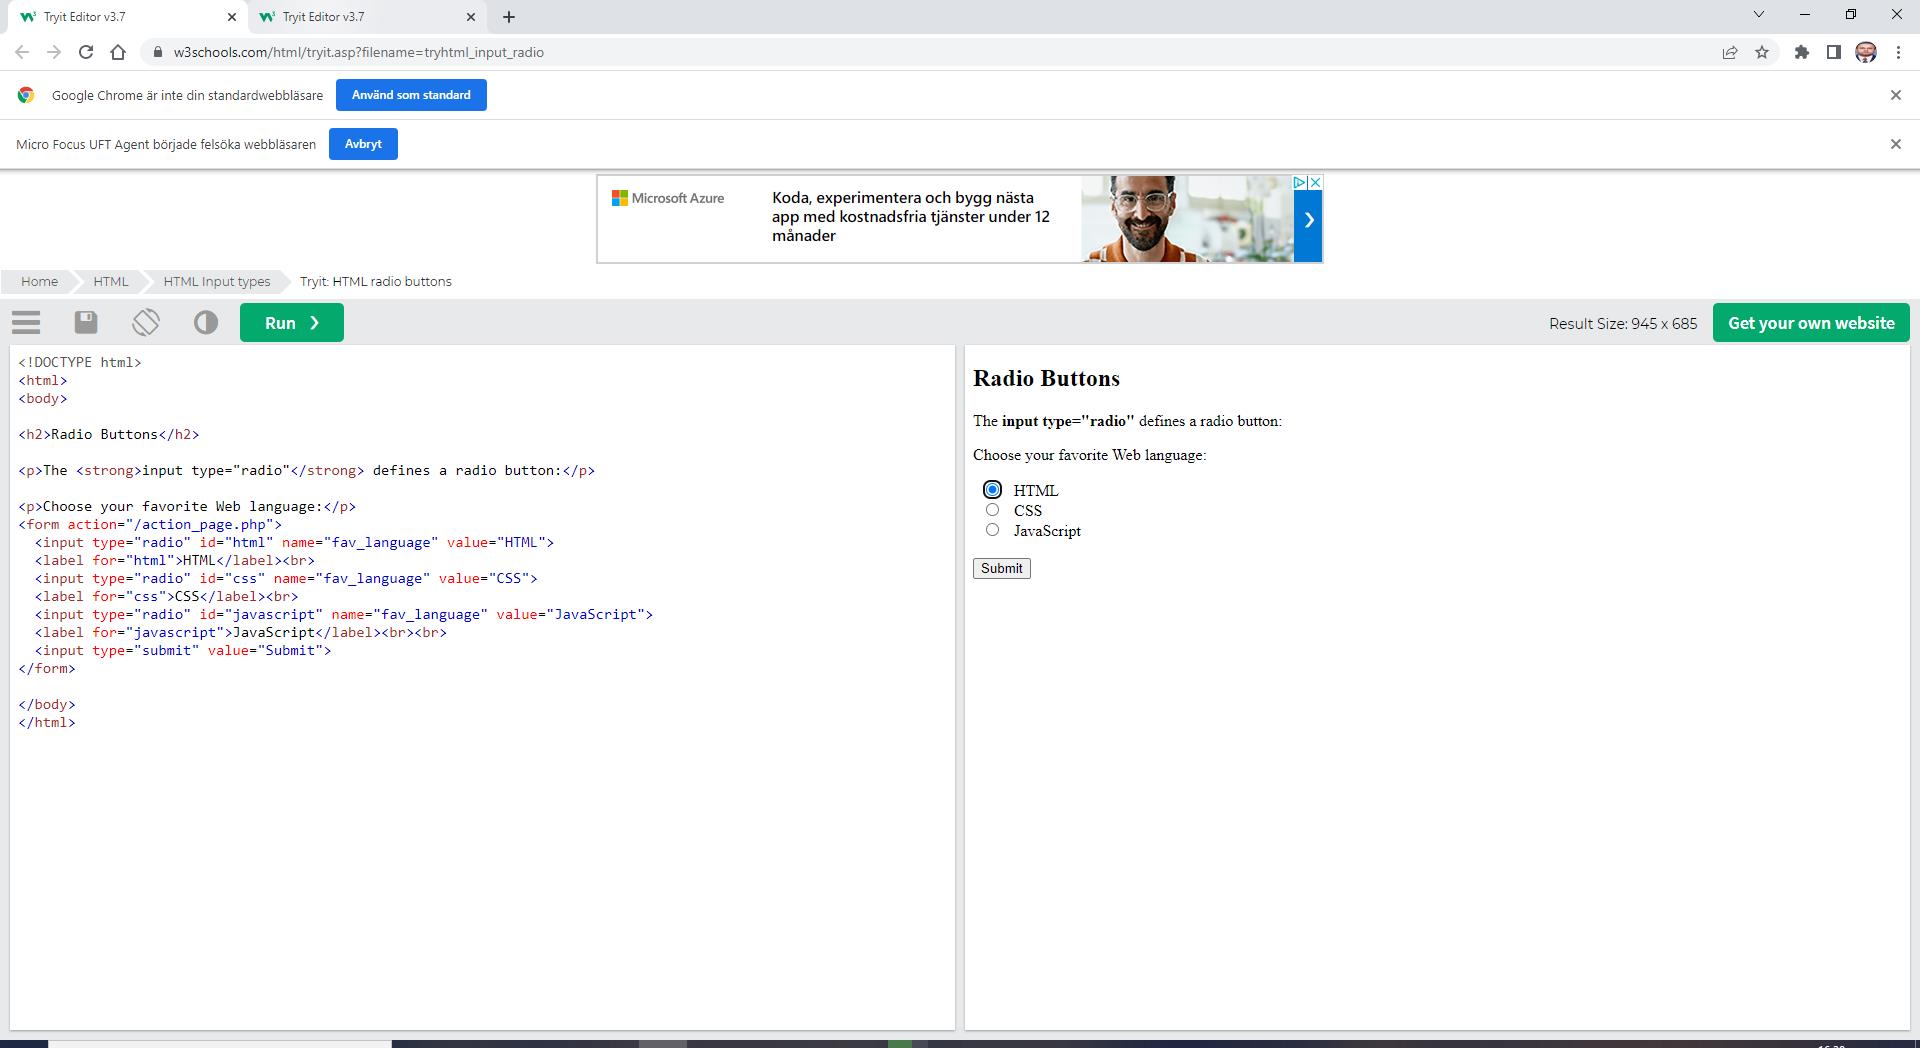 Tryit Editor v3.7
Tryit Editor v3.7
w3schools.com/html/tryit.asp?filename=tryhtml_input_radio
Google Chrome är inte din standardwebbläsare
Använd som standard
Micro Focus UFT Agent började felsöka webbläsaren
Avbryt
Microsoft Azure
Koda, experimentera och bygg nästa
app med kostnadsfria tjänster under 12
månader
Home
HTML
HTML Input types
Tryit: HTML radio buttons
Run ❯
Result Size: 945 x 685
Get your own website
<!DOCTYPE html>
<html>
<body>
<h2>Radio Buttons</h2>
<p>The <strong>input type="radio"</strong> defines a radio button:</p>
<p>Choose your favorite Web language:</p>
<form action="/action_page.php">
<input type="radio" id="html" name="fav_language" value="HTML">
<label for="html">HTML</label><br>
<input type="radio" id="css" name="fav_language" value="CSS">
<label for="css">CSS</label><br>
<input type="radio" id="javascript" name="fav_language" value="JavaScript">
<label for="javascript">JavaScript</label><br><br>
<input type="submit" value="Submit">
</form>
</body>
</html>
Radio Buttons
The input type="radio" defines a radio button:
Choose your favorite Web language:
HTML
CSS
JavaScript
Submit